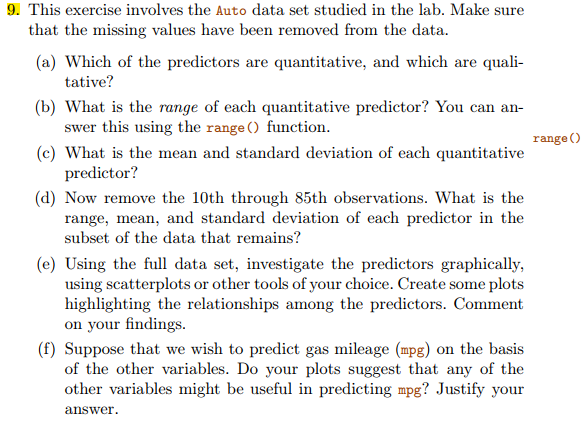 9. This exercise involves the Auto data set studied in the lab. Make sure
that the missing values have been removed from the data.
(a) Which of the predictors are quantitative, and which are quali-
tative?
(b) What is the range of each quantitative predictor? You can an-
swer this using the range() function.
range()
(c) What is the mean and standard deviation of each quantitative
predictor?
(d) Now remove the 10th through 85th observations. What is the
range, mean, and standard deviation of each predictor in the
subset of the data that remains?
(e) Using the full data set, investigate the predictors graphically,
using scatterplots or other tools of your choice. Create some plots
highlighting the relationships among the predictors. Comment
on your findings.
(f) Suppose that we wish to predict gas mileage (mpg) on the basis
of the other variables. Do your plots suggest that any of the
other variables might be useful in predicting mpg? Justify your
answer.